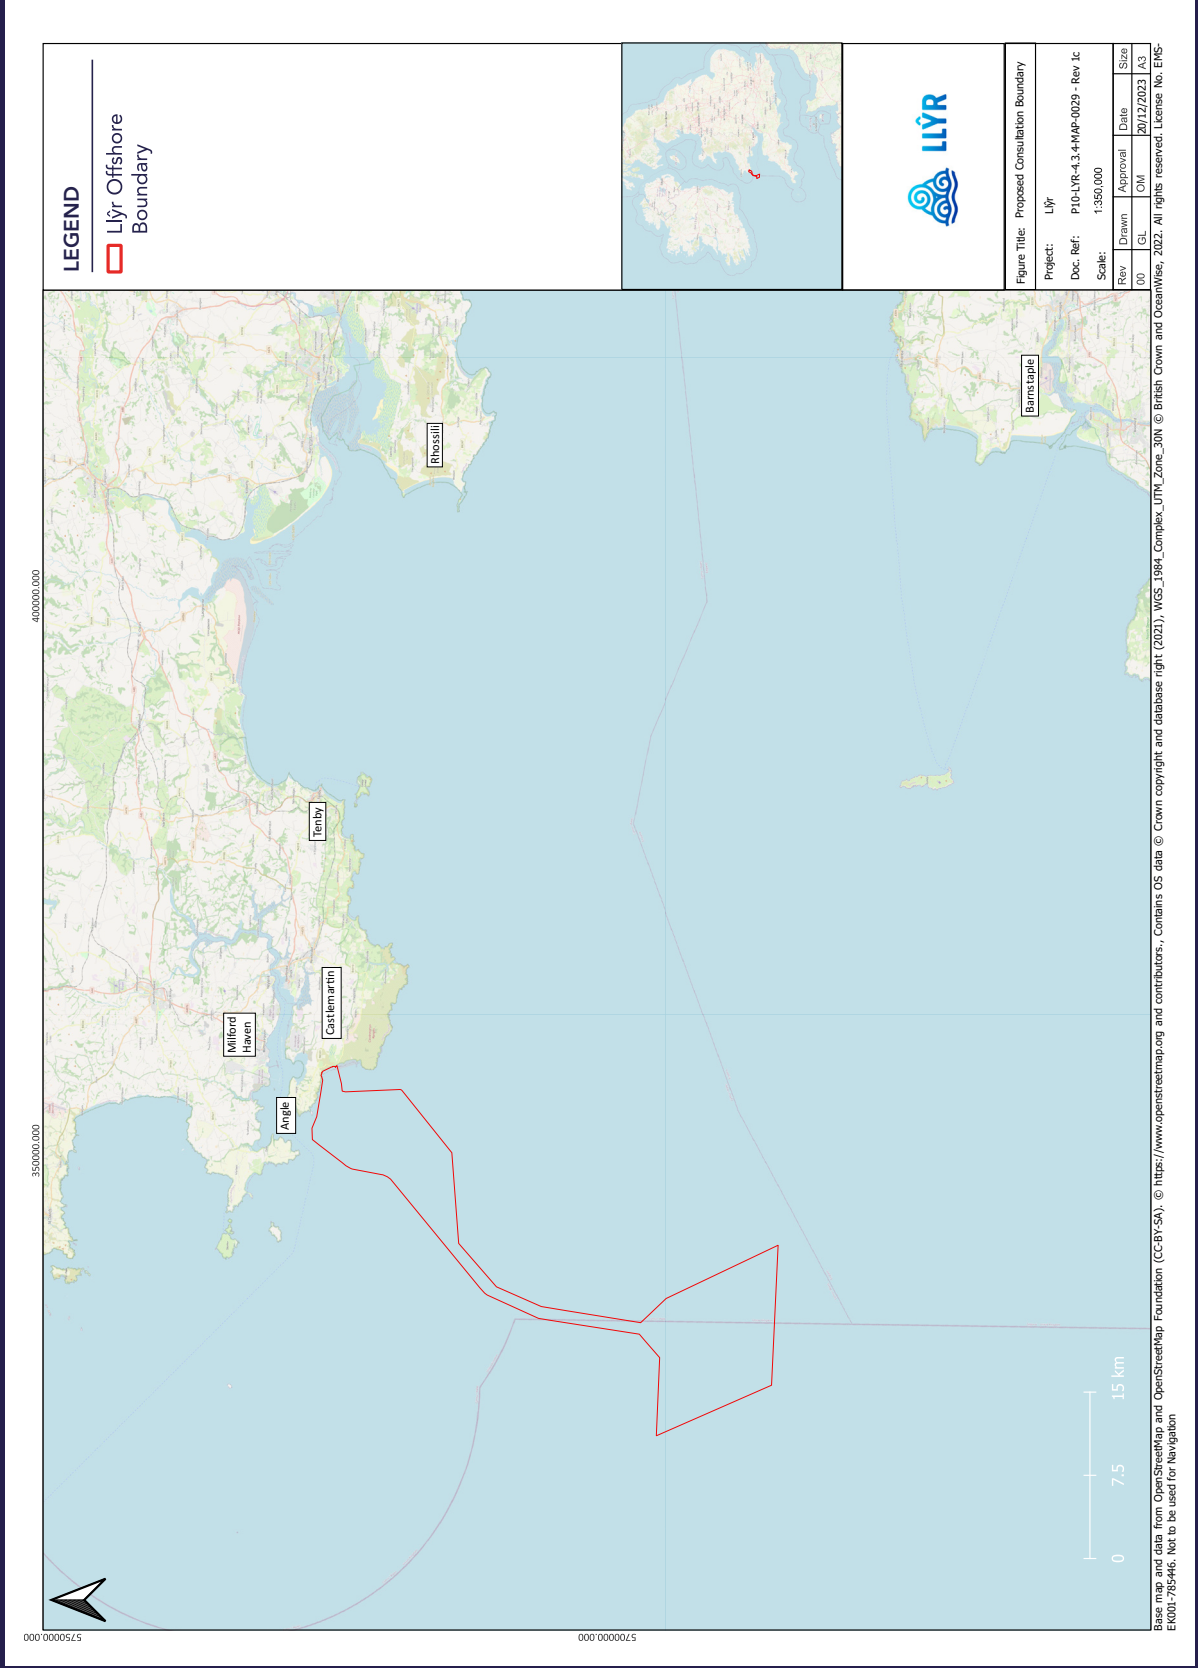 LEGEND
Llŷr Offshore
Boundary
LLŶR
Figure Title: Proposed Consultation Boundary
Project: Llŷr
Doc. Ref: P10-LYR-4.3.4-MAP-0029 - Rev 1c
Scale: 1:350,000
Rev Drawn Approval Date Size
00 GL OM 20/12/2023 A3
350000.000
400000.000
5750000.000
5700000.000
Milford
Haven
Angle
Castlemartin
Tenby
Rhossili
Barnstaple
0 7.5 15 km
Base map and data from OpenStreetMap and OpenStreetMap Foundation (CC-BY-SA). © https://www.openstreetmap.org and contributors., Contains OS data © Crown copyright and database right (2021), WGS_1984_Complex_UTM_Zone_30N © British Crown and OceanWise, 2022. All rights reserved. License No. EMS-
EK001-785446. Not to be used for Navigation